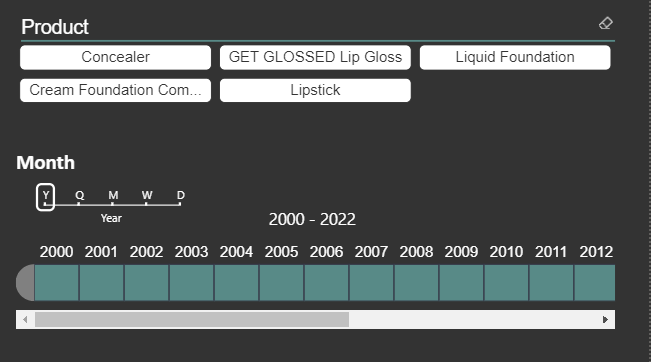 Product
Concealer GET GLOSSED Lip Gloss Liquid Foundation
Cream Foundation Com... Lipstick
Month
Y Q M W D
Year
2000 - 2022
2000 2001 2002 2003 2004 2005 2006 2007 2008 2009 2010 2011 2012